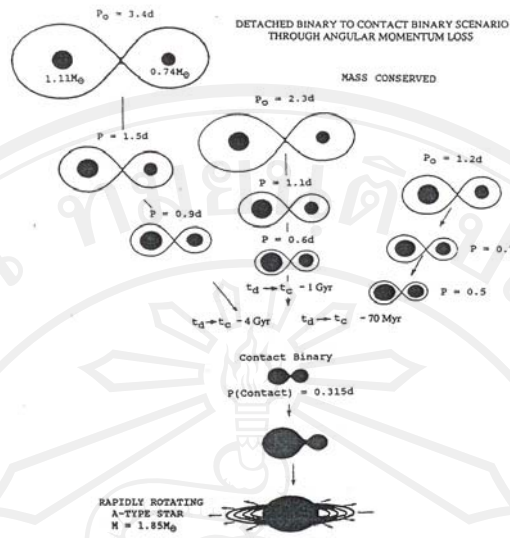 DETACHED BINARY TO CONTACT BINARY SCENARIO
THROUGH ANGULAR MOMENTUM LOSS
MASS CONSERVED
P₀ = 3.4d
1.11M⊙
0.74M⊙
P = 1.5d
P = 0.9d
P₀ = 2.3d
P = 1.1d
P = 0.6d
P₀ = 1.2d
P = 0.
P = 0.5
t_d → t_c ~ 1 Gyr
t_d → t_c ~ 4 Gyr
t_d → t_c ~ 70 Myr
Contact Binary
P(Contact) = 0.315d
RAPIDLY ROTATING
A-TYPE STAR
M = 1.85M⊙